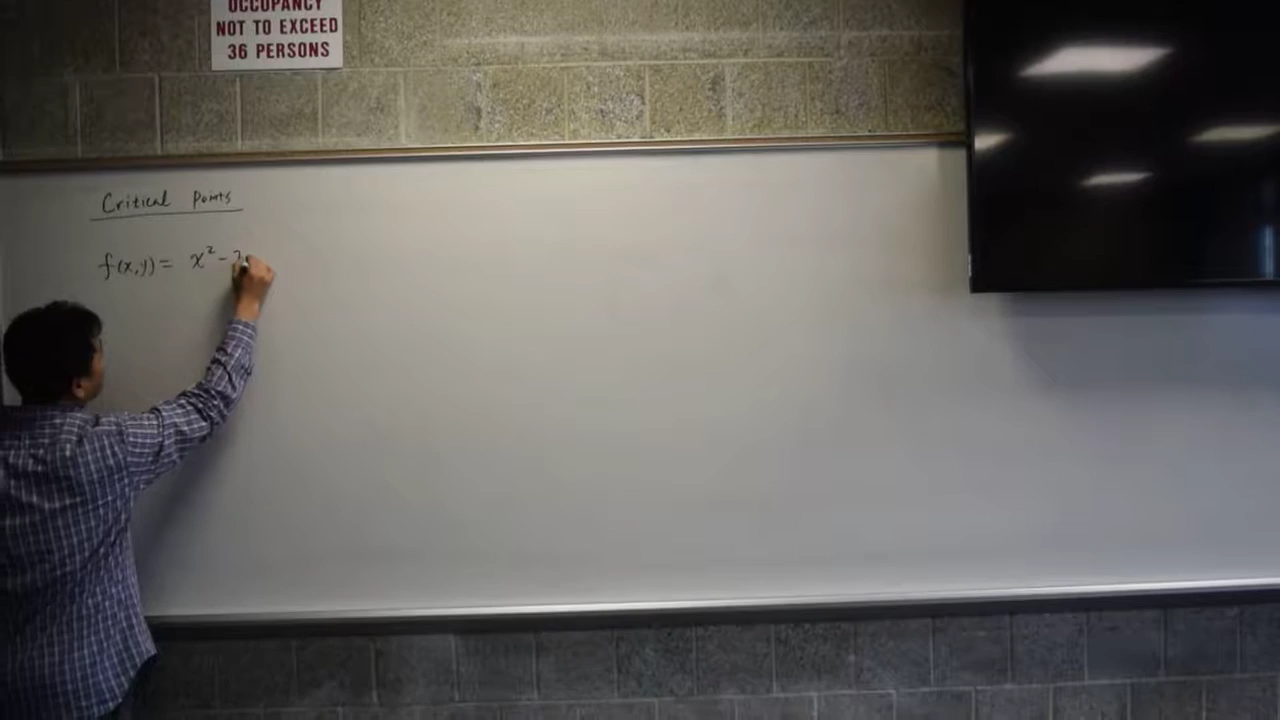 OCCUPANCY
NOT TO EXCEED
36 PERSONS
Critical Points
f(x,y) = x² -